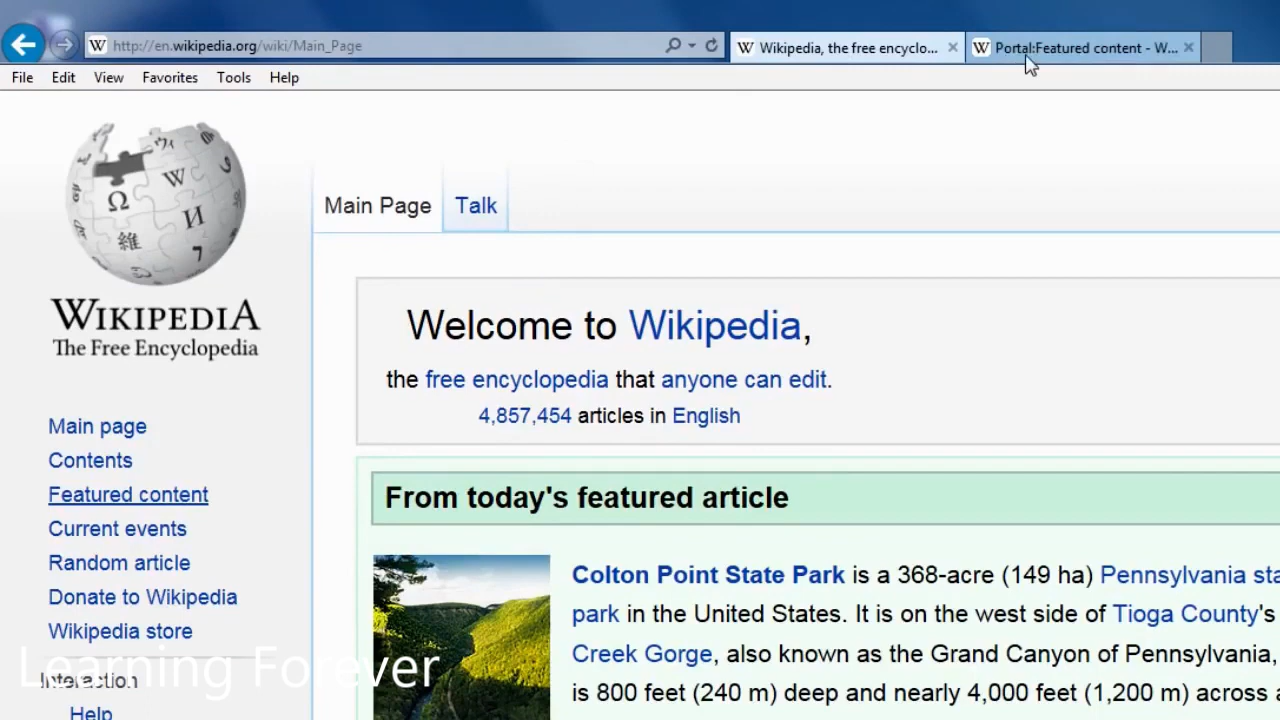 http://en.wikipedia.org/wiki/Main_Page
W Wikipedia, the free encyclo...
W Portal:Featured content - W...
File Edit View Favorites Tools Help
WIKIPEDIA
The Free Encyclopedia
Main Page Talk
Welcome to Wikipedia,
the free encyclopedia that anyone can edit.
4,857,454 articles in English
Main page
Contents
Featured content
Current events
Random article
Donate to Wikipedia
Wikipedia store
Interaction
Help
From today's featured article
Colton Point State Park is a 368-acre (149 ha) Pennsylvania sta
park in the United States. It is on the west side of Tioga County's
Creek Gorge, also known as the Grand Canyon of Pennsylvania,
is 800 feet (240 m) deep and nearly 4,000 feet (1,200 m) across a
Learning Forever